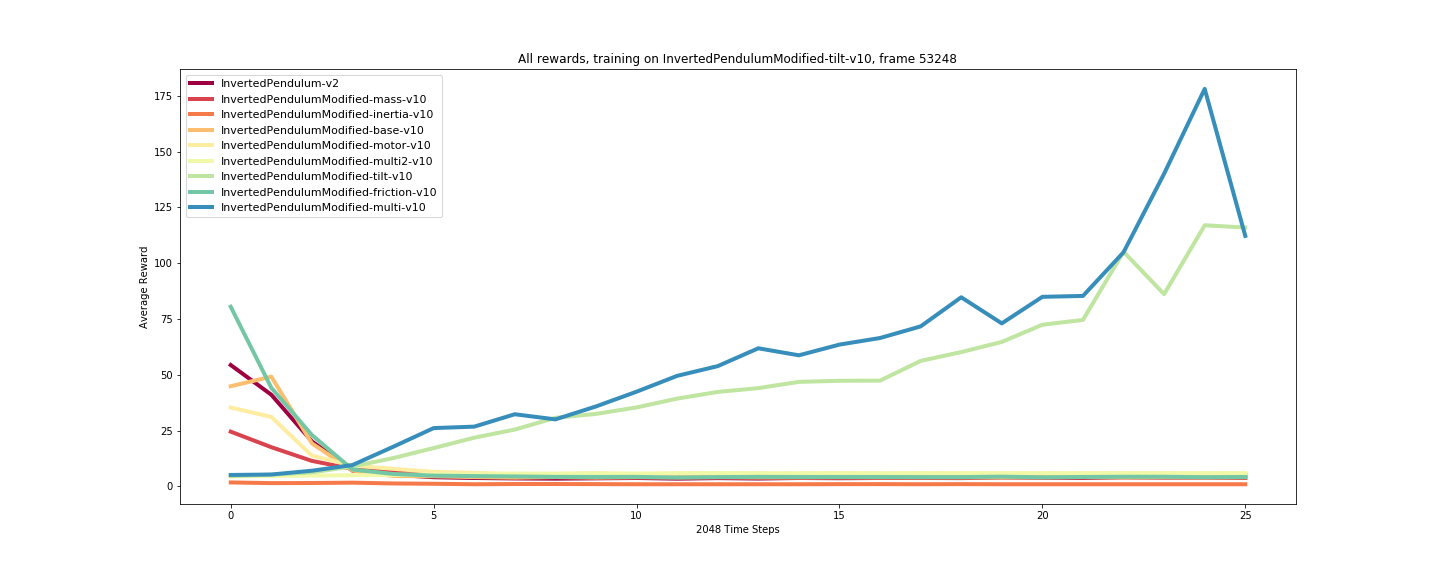 All rewards, training on InvertedPendulumModified-tilt-v10, frame 53248
InvertedPendulum-v2
InvertedPendulumModified-mass-v10
InvertedPendulumModified-inertia-v10
InvertedPendulumModified-base-v10
InvertedPendulumModified-motor-v10
InvertedPendulumModified-multi2-v10
InvertedPendulumModified-tilt-v10
InvertedPendulumModified-friction-v10
InvertedPendulumModified-multi-v10
Average Reward
175
150
125
100
75
50
25
0
0 5 10 15 20 25
2048 Time Steps